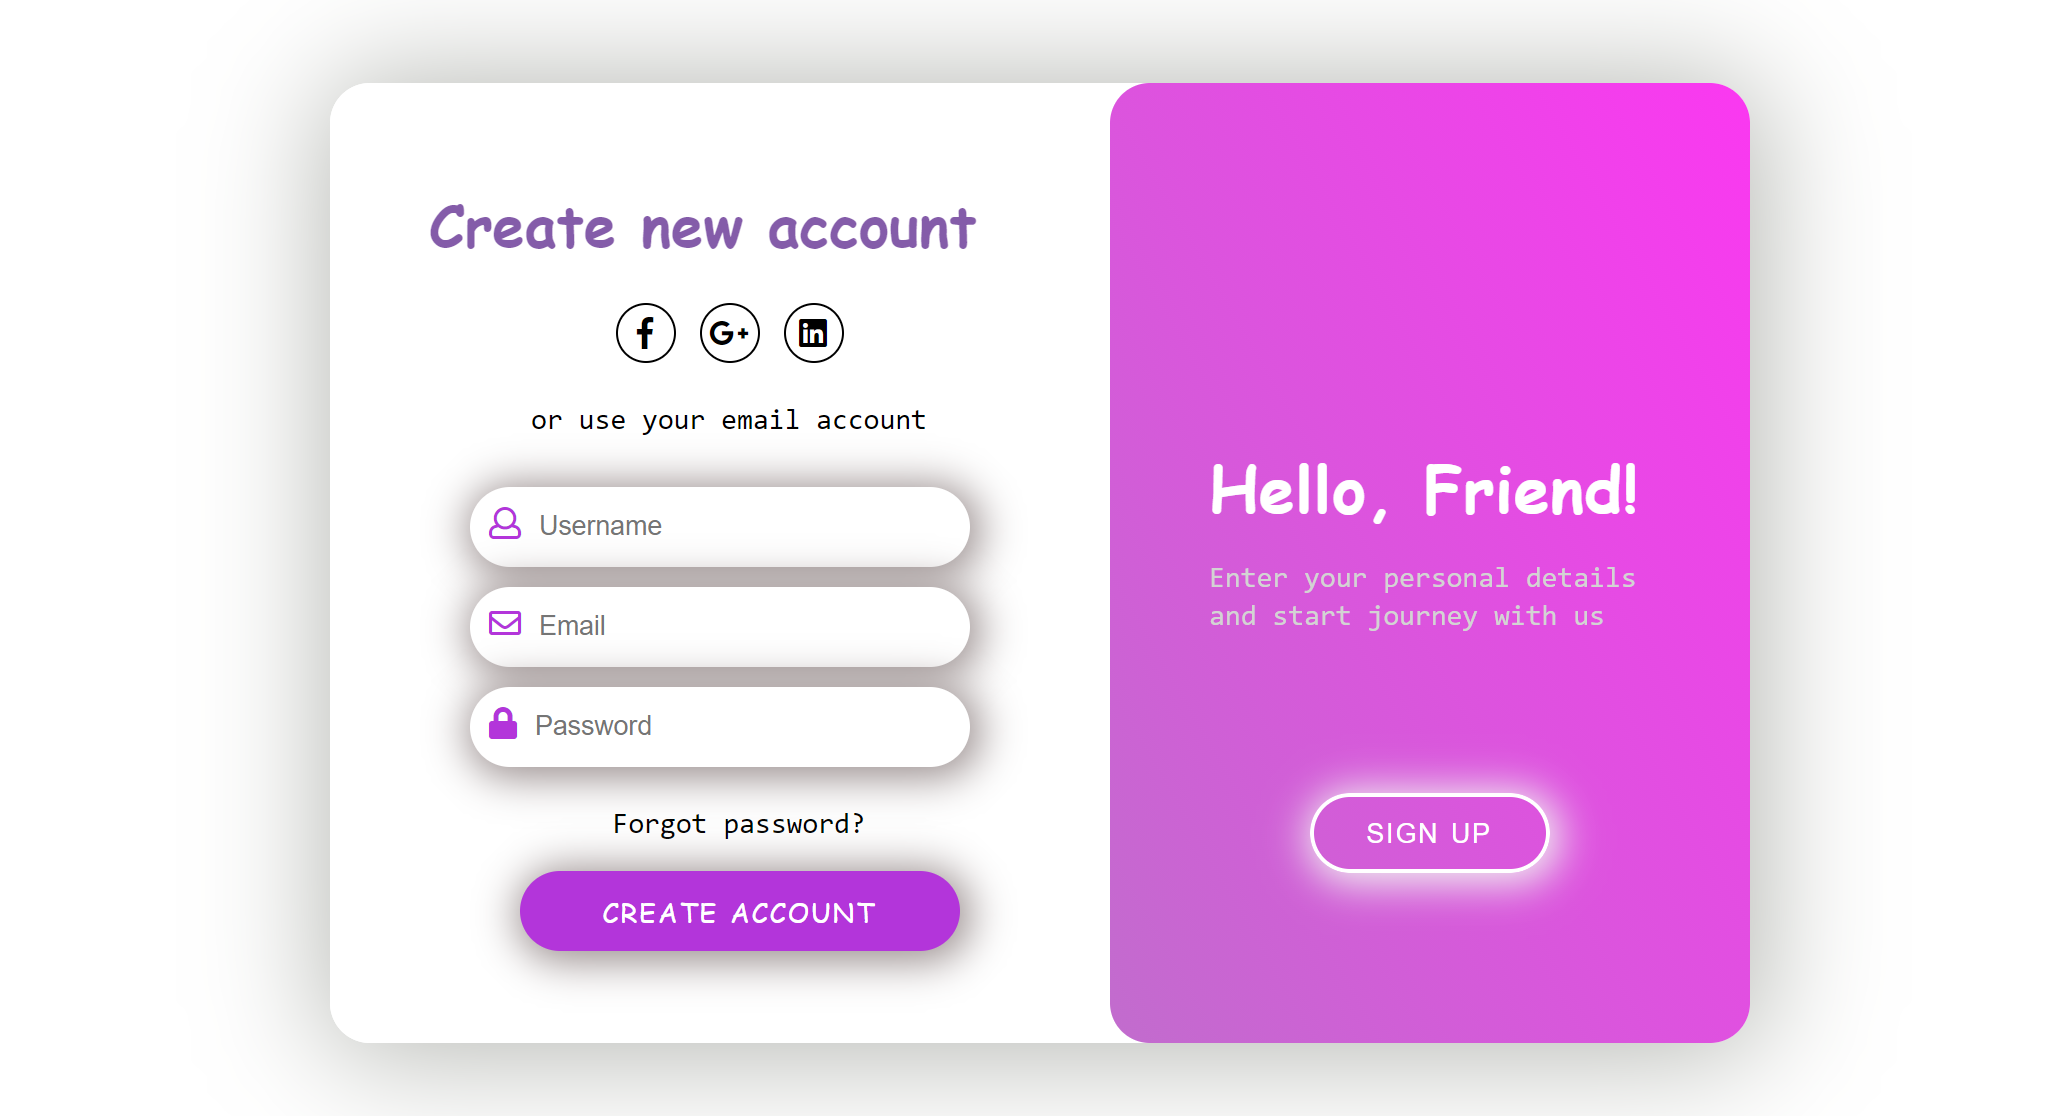 Create new account
f G+ in
or use your email account
Username
Email
Password
Forgot password?
CREATE ACCOUNT
Hello, Friend!
Enter your personal details
and start journey with us
SIGN UP